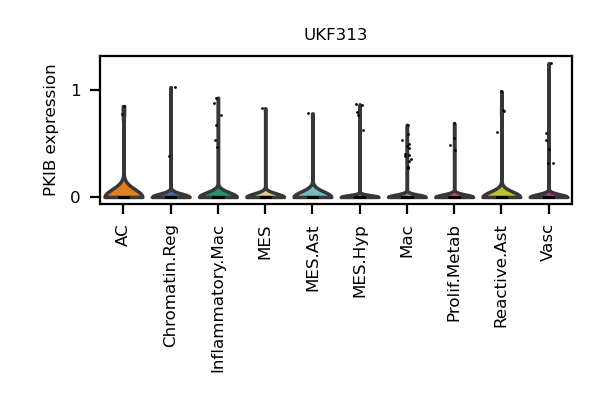 UKF313
PKIB expression
1
0
AC
Chromatin.Reg
Inflammatory.Mac
MES
MES.Ast
MES.Hyp
Mac
Prolif.Metab
Reactive.Ast
Vasc